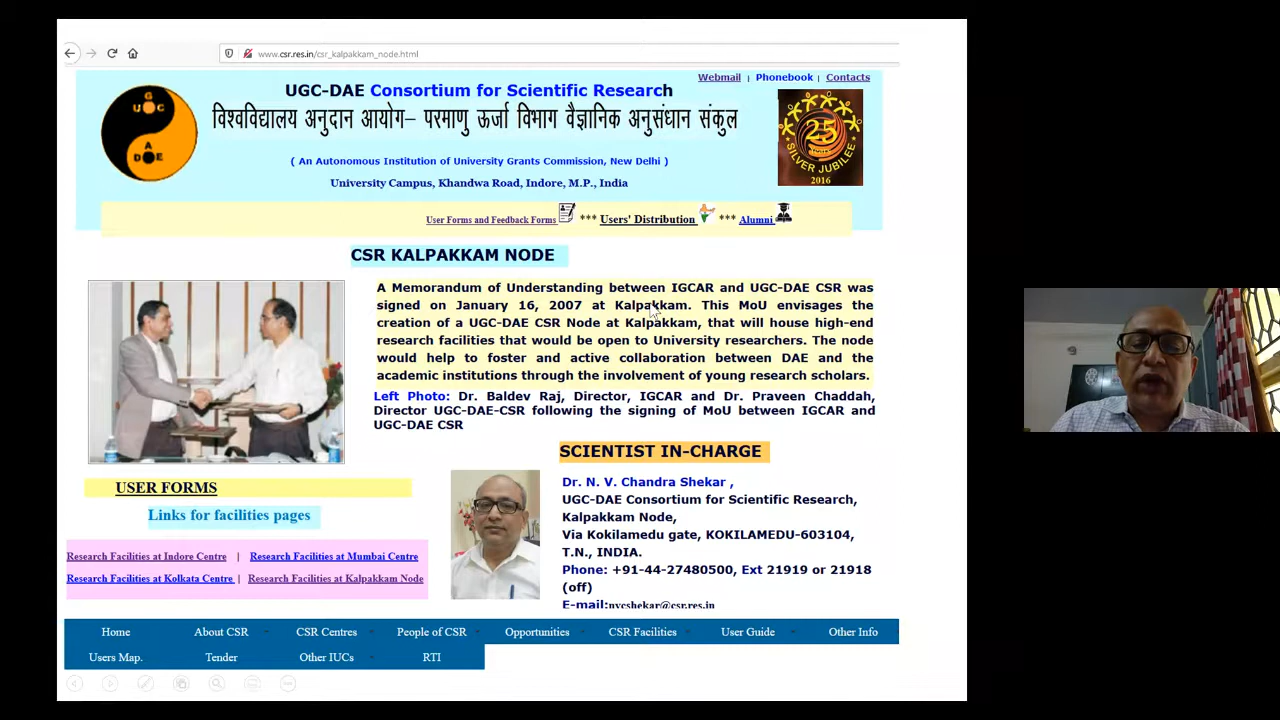 www.csr.res.in/csr_kalpakkam_node.html
Webmail | Phonebook | Contacts
UGC-DAE Consortium for Scientific Research
विश्वविद्यालय अनुदान आयोग– परमाणु ऊर्जा विभाग वैज्ञानिक अनुसंधान संकुल
( An Autonomous Institution of University Grants Commission, New Delhi )
University Campus, Khandwa Road, Indore, M.P., India
G
U C
A
D E
25
SILVER JUBILEE
2016
User Forms and Feedback Forms *** Users' Distribution *** Alumni
CSR KALPAKKAM NODE
A Memorandum of Understanding between IGCAR and UGC-DAE CSR was
signed on January 16, 2007 at Kalpakkam. This MoU envisages the
creation of a UGC-DAE CSR Node at Kalpakkam, that will house high-end
research facilities that would be open to University researchers. The node
would help to foster and active collaboration between DAE and the
academic institutions through the involvement of young research scholars.
Left Photo: Dr. Baldev Raj, Director, IGCAR and Dr. Praveen Chaddah,
Director UGC-DAE-CSR following the signing of MoU between IGCAR and
UGC-DAE CSR
SCIENTIST IN-CHARGE
USER FORMS
Links for facilities pages
Research Facilities at Indore Centre | Research Facilities at Mumbai Centre
Research Facilities at Kolkata Centre | Research Facilities at Kalpakkam Node
Dr. N. V. Chandra Shekar ,
UGC-DAE Consortium for Scientific Research,
Kalpakkam Node,
Via Kokilamedu gate, KOKILAMEDU-603104,
T.N., INDIA.
Phone: +91-44-27480500, Ext 21919 or 21918
(off)
E-mail:nvcshekar@csr.res.in
Home About CSR CSR Centres People of CSR Opportunities CSR Facilities User Guide Other Info
Users Map. Tender Other IUCs RTI